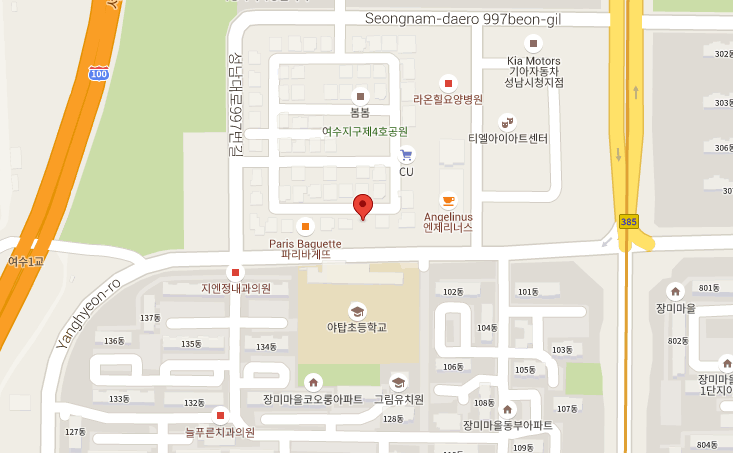 Seongnam-daero 997beon-gil
Kia Motors
기아자동차
성남시청지점
302동
100
성남대로997번길
라온힐요양병원
봄봄
303동
여수지구제4호공원
티엘아이아트센터
306동
CU
Angelinus
엔제리너스
385
Paris Baguette
파리바게뜨
여수1교
지엔정내과의원
Yanghyeon-ro
102동
101동
801동
장미마을
137동
야탑초등학교
104동
136동
135동
134동
103동
802동
106동
105동
장미마을코오롱아파트
그림유치원
장미마을
1단지아
133동
132동
108동
107동
128동
127동
늘푸른치과의원
장미마을동부아파트
109동
804동